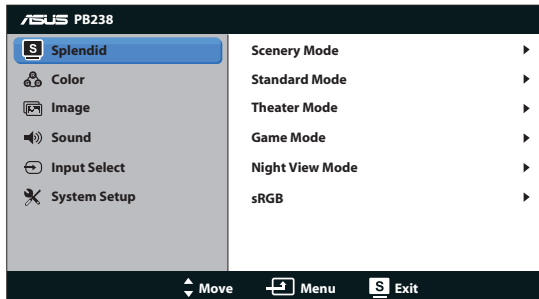 ASUS PB238
S Splendid
Color
Image
Sound
Input Select
System Setup
Scenery Mode
Standard Mode
Theater Mode
Game Mode
Night View Mode
sRGB
Move Menu S Exit